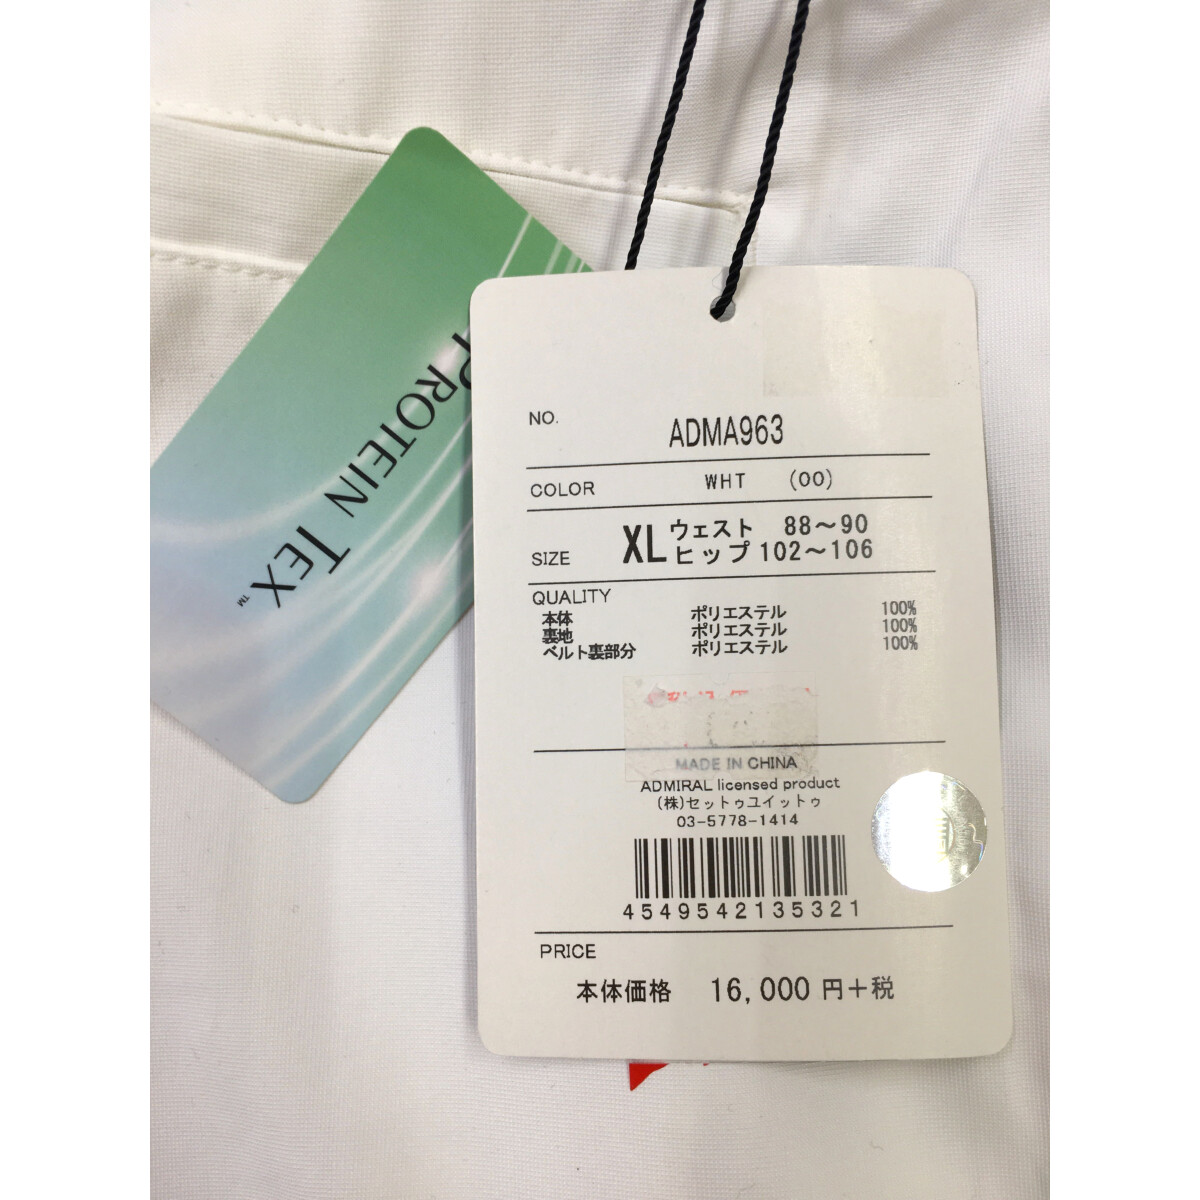 PROTEIN TEX™
NO. ADMA963
COLOR WHT (00)
SIZE XL ウェスト 88～90
ヒップ 102～106
QUALITY
本体 ポリエステル 100%
裏地 ポリエステル 100%
ベルト裏部分 ポリエステル 100%
MADE IN CHINA
ADMIRAL licensed product
(株)セットゥユイットゥ
03-5778-1414
4549542135321
PRICE
本体価格 16,000 円+税